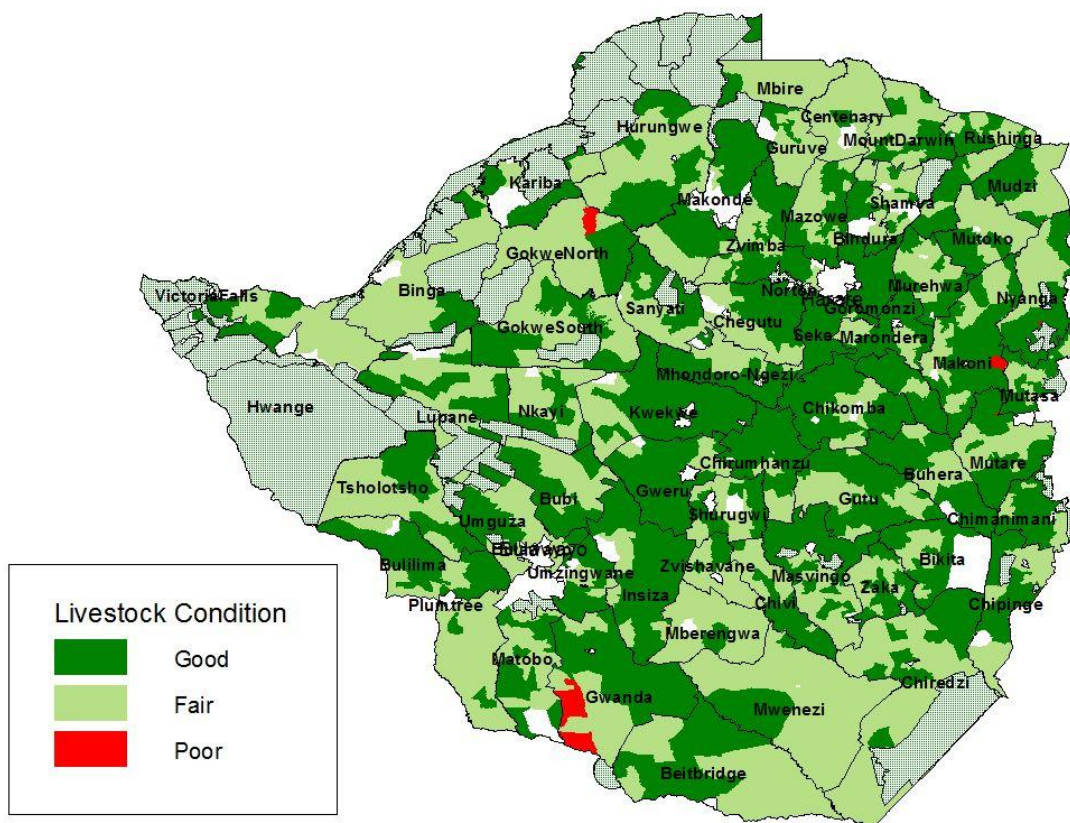 Mbire
Centenary
Hurungwe
MountDarwin
Rushinga
Guruve
Kariba
Mudzi
Makonde
Shamva
Mazowe
Bindura
Zvimba
Mutoko
GokweNorth
Binga
Murehwa
Norton
Harare
Nyanga
VictoriaFalls
Sanyati
Goromonzi
Chegutu
GokweSouth
Seke
Marondera
Makoni
Mhondoro-Ngezi
Mutasa
Hwange
Lupane
Nkayi
Kwekwe
Chikomba
Chirumhanzu
Mutare
Buhera
Tsholotsho
Gweru
Bubi
Gutu
Shurugwi
Chimanimani
Umguza
Bulawayo
Bikita
Bulilima
Umzingwane
Zvishavane
Masvingo
Zaka
Insiza
Chivi
Plumtree
Chipinge
Livestock Condition
Mberengwa
Good
Matobo
Chiredzi
Gwanda
Fair
Mwenezi
Poor
Beitbridge